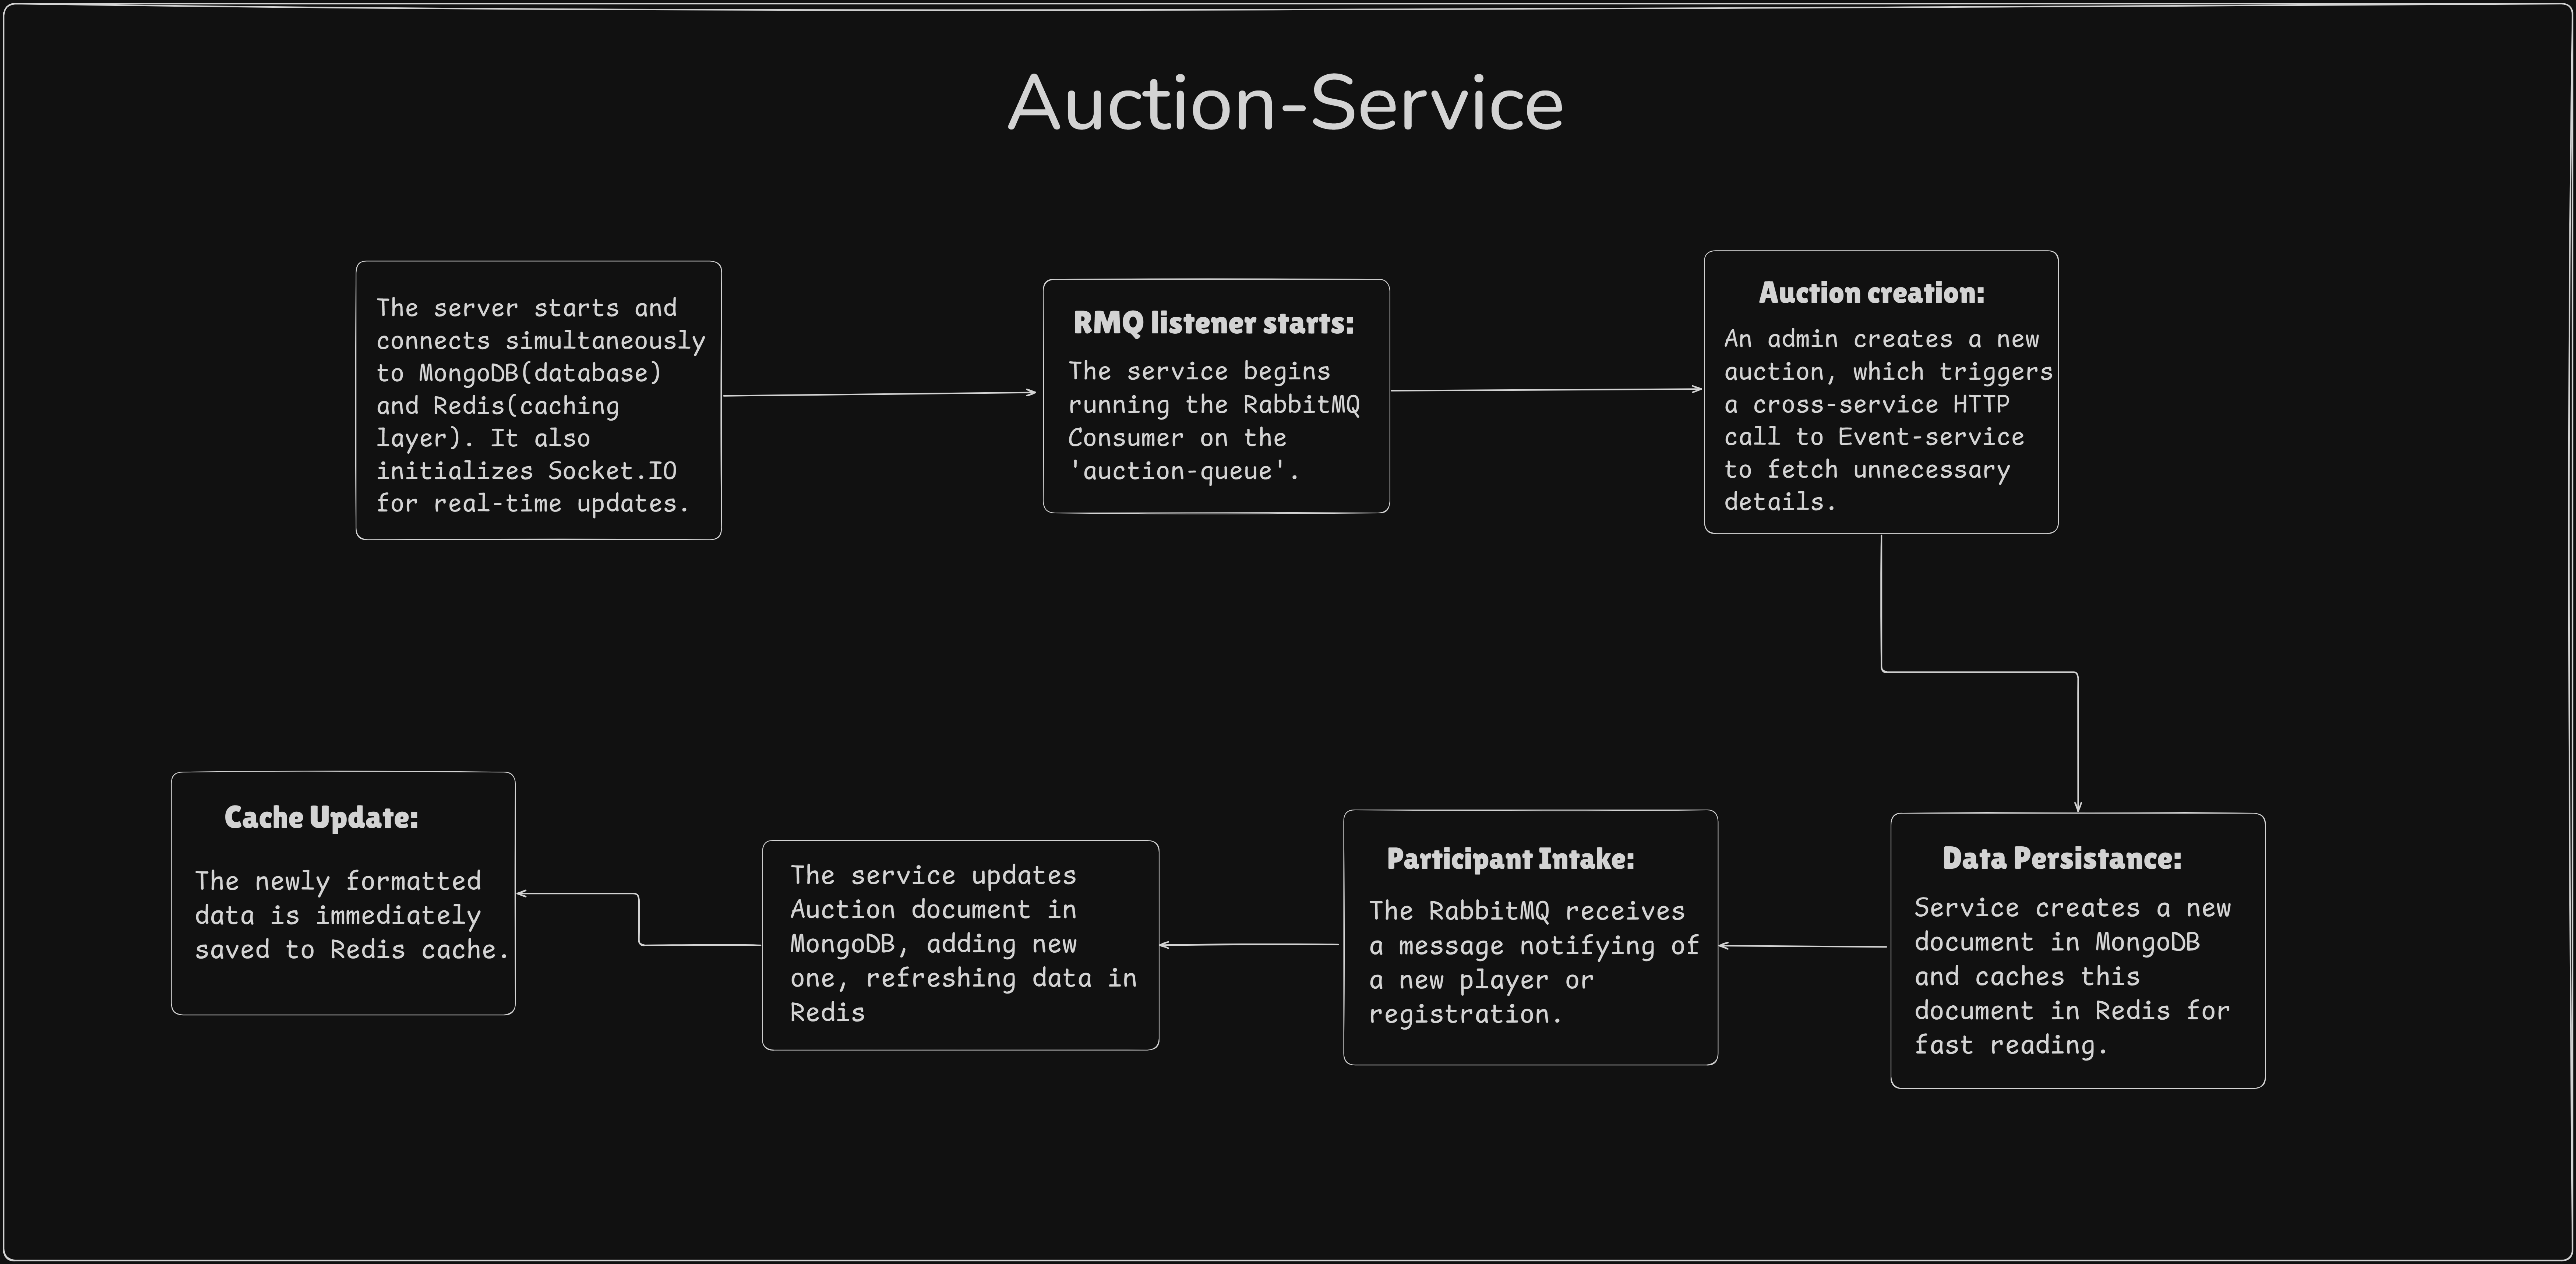 Auction-Service
The server starts and
connects simultaneously
to MongoDB(database)
and Redis(caching
layer). It also
initializes Socket.IO
for real-time updates.
RMQ listener starts:
The service begins
running the RabbitMQ
Consumer on the
'auction-queue'.
Auction creation:
An admin creates a new
auction, which triggers
a cross-service HTTP
call to Event-service
to fetch unnecessary
details.
Data Persistance:
Service creates a new
document in MongoDB
and caches this
document in Redis for
fast reading.
Participant Intake:
The RabbitMQ receives
a message notifying of
a new player or
registration.
The service updates
Auction document in
MongoDB, adding new
one, refreshing data in
Redis
Cache Update:
The newly formatted
data is immediately
saved to Redis cache.